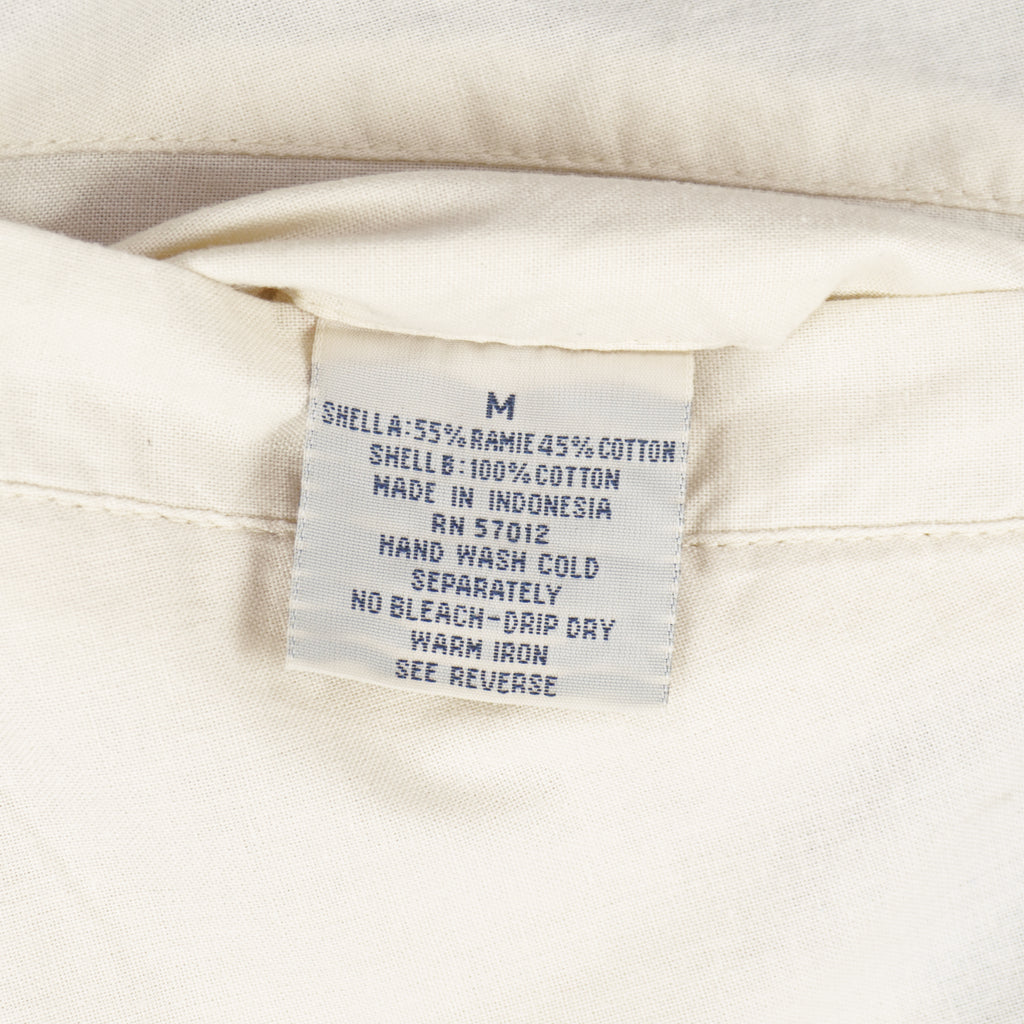 M
SHELL A:55% RAMIE 45% COTTON
SHELL B:100% COTTON
MADE IN INDONESIA
RN 57012
HAND WASH COLD
SEPARATELY
NO BLEACH-DRIP DRY
WARM IRON
SEE REVERSE